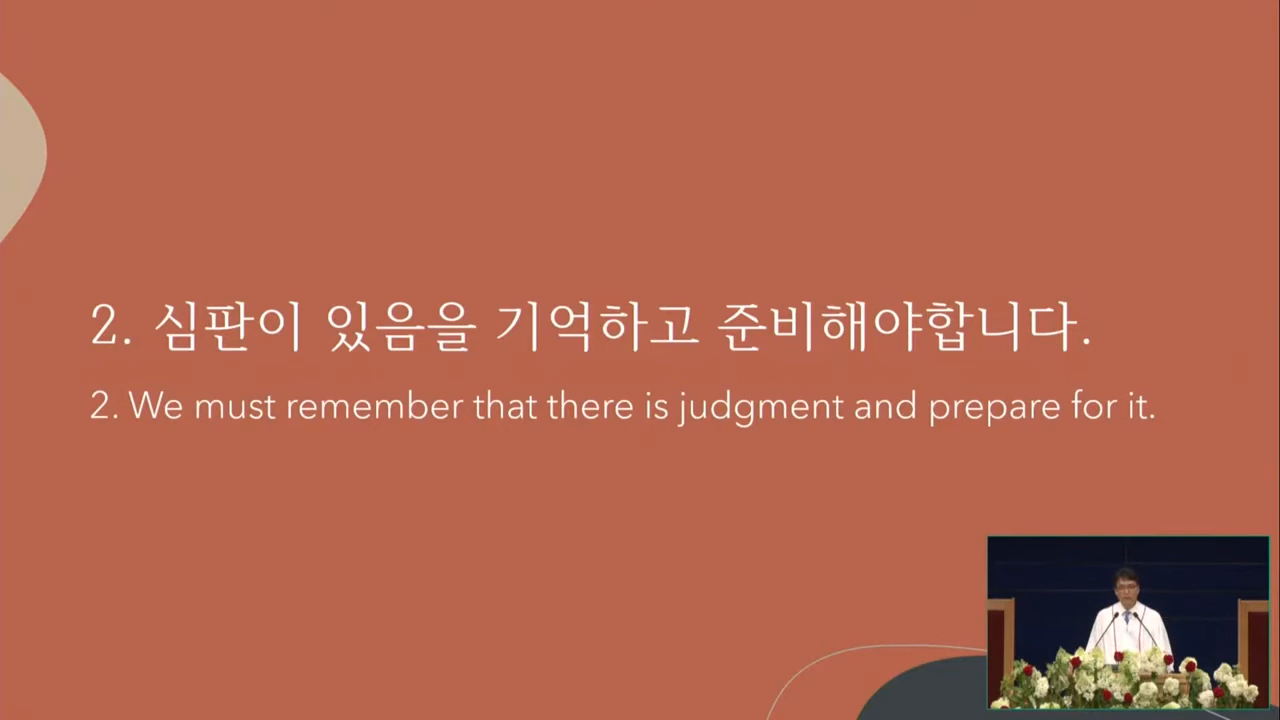 2. 심판이 있음을 기억하고 준비해야합니다.
2. We must remember that there is judgment and prepare for it.